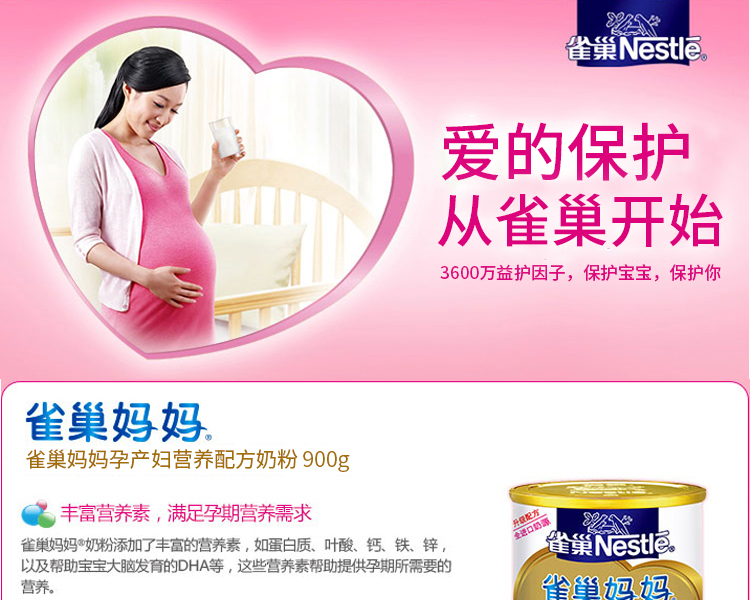 雀巢Nestlé®
爱的保护
从雀巢开始
3600万益护因子，保护宝宝，保护你
雀巢妈妈®
雀巢妈妈孕产妇营养配方奶粉 900g
丰富营养素，满足孕期营养需求
雀巢妈妈®奶粉添加了丰富的营养素，如蛋白质、叶酸、钙、铁、锌，
以及帮助宝宝大脑发育的DHA等，这些营养素帮助提供孕期所需要的
营养。
升级配方
全进口奶源
雀巢Nestlé®
雀巢妈妈